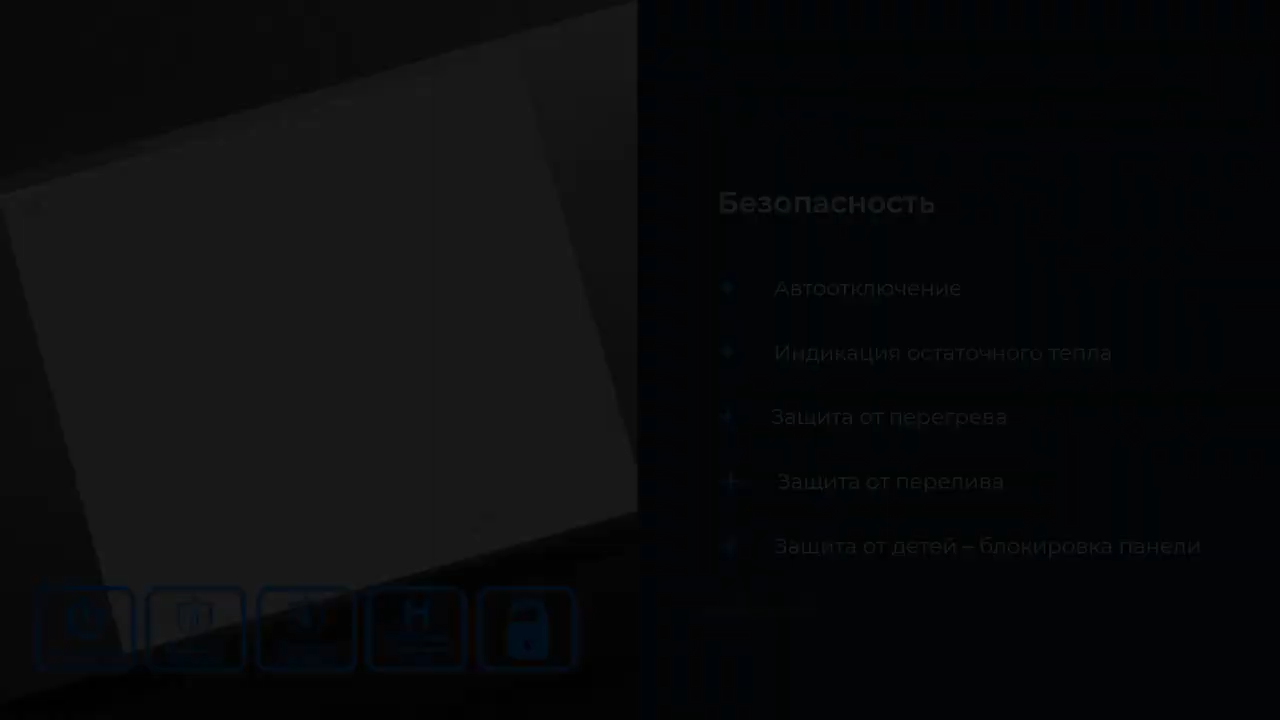 Безопасность
Автоотключение
Индикация остаточного тепла
Защита от перегрева
Защита от перелива
Защита от детей – блокировка панели
H